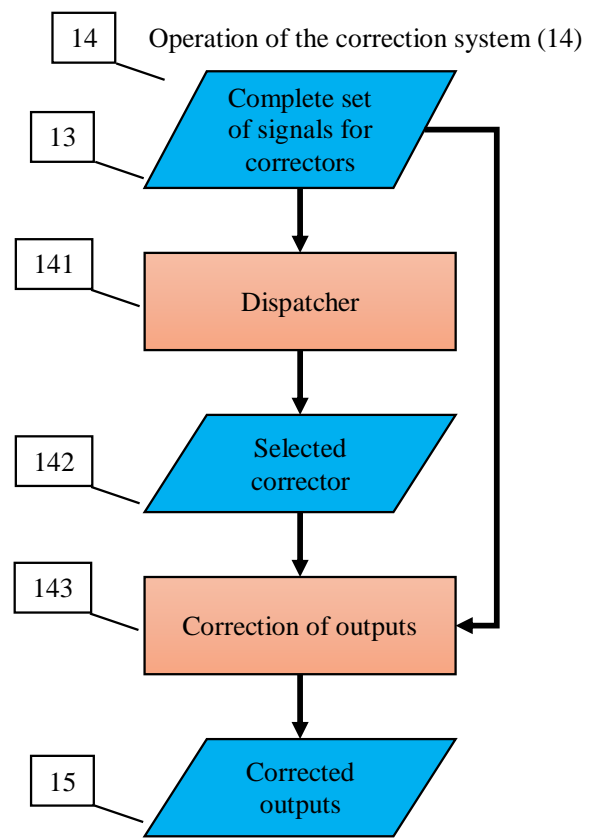 14
Operation of the correction system (14)
Complete set
of signals for
correctors
13
141
Dispatcher
142
Selected
corrector
143
Correction of outputs
15
Corrected
outputs